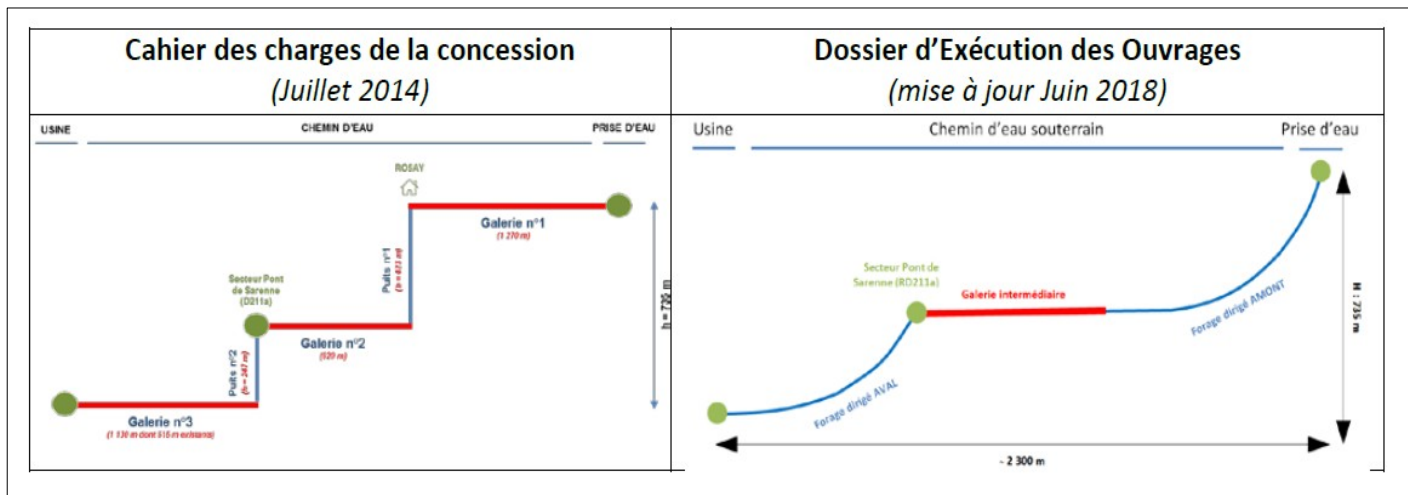 Cahier des charges de la concession
(Juillet 2014)
Dossier d'Exécution des Ouvrages
(mise à jour Juin 2018)
USINE
CHEMIN D'EAU
PRISE D'EAU
ROSAY
Galerie n°1
(1 270 m)
Puits n°1
Secteur Pont
de Sarenne
(D211a)
Galerie n°2
(520 m)
Puits n°2
Galerie n°3
(1 130 m dont 515 m existants)
Usine
Chemin d'eau souterrain
Prise d'eau
Secteur Pont de
Sarenne (RD211a)
Galerie intermédiaire
Forage dirigé AMONT
Forage dirigé AVAL
H : 735 m
~ 2 300 m